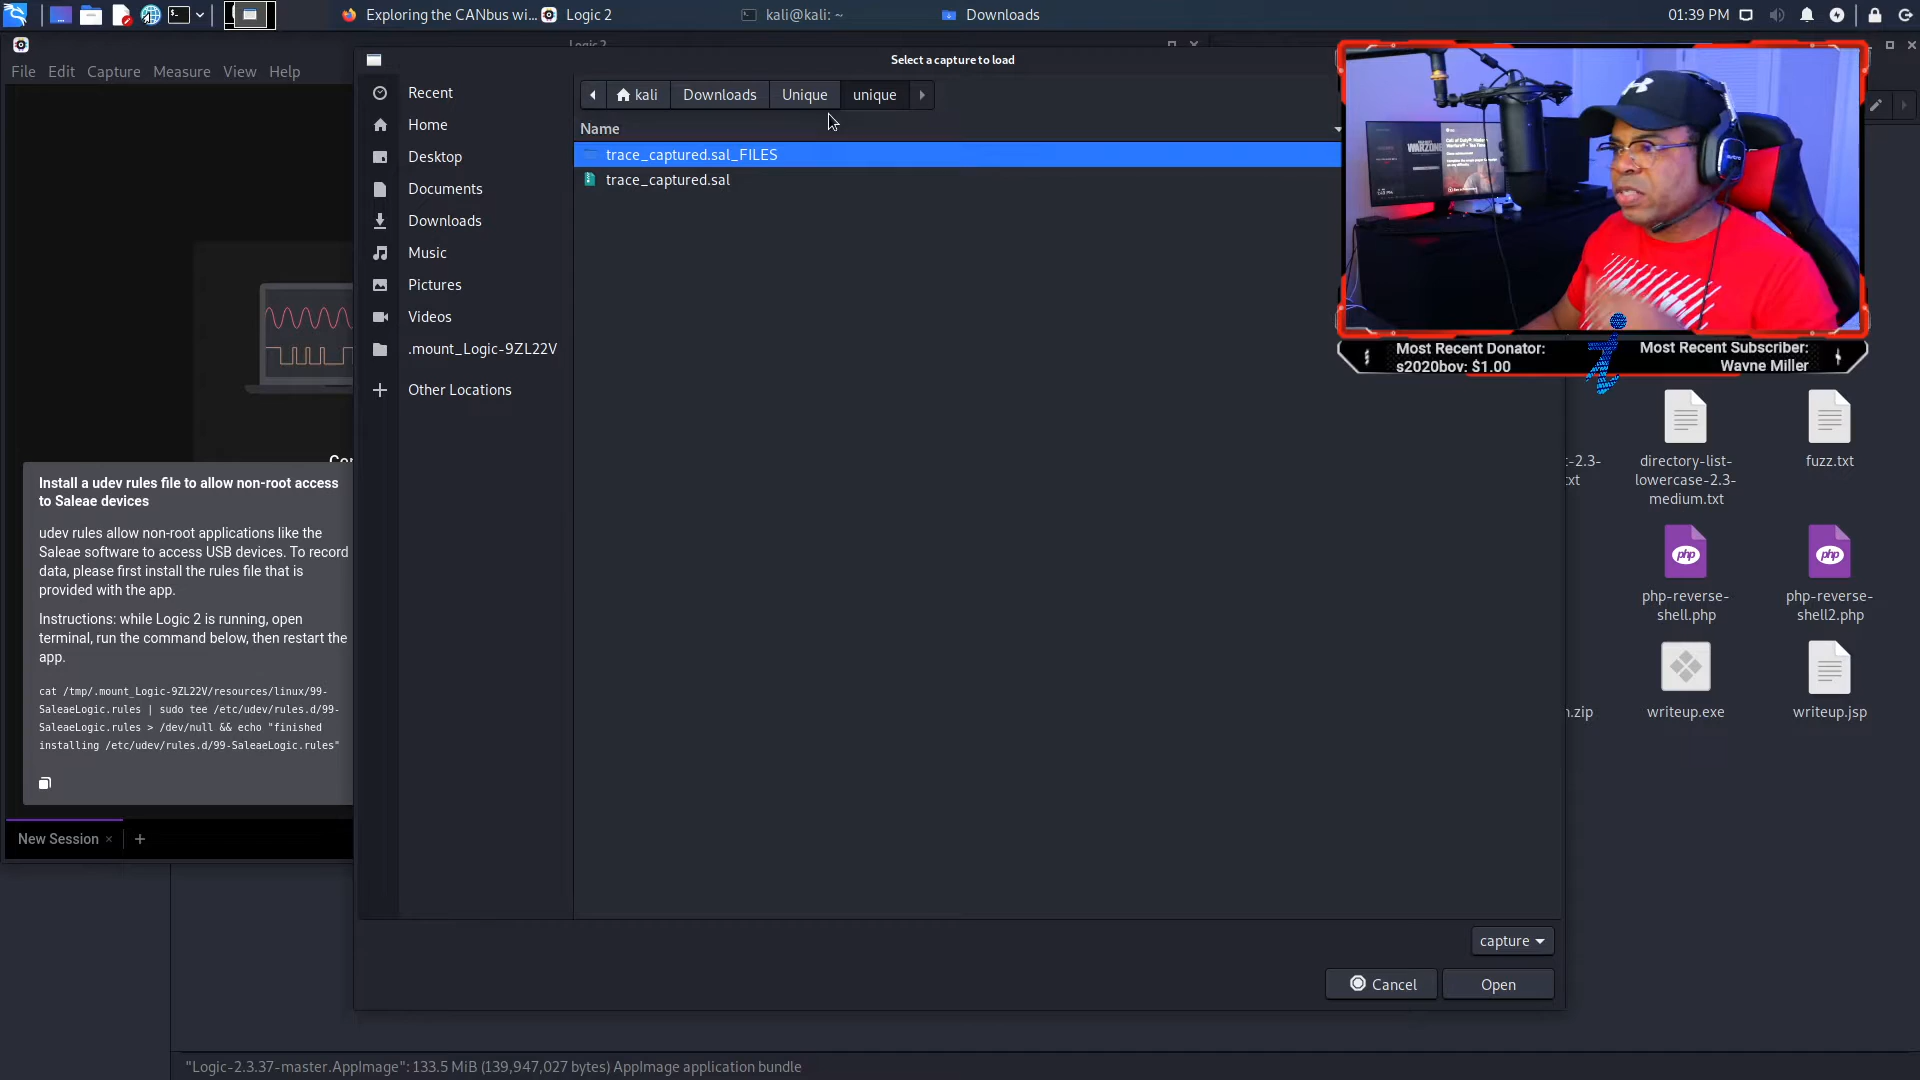 Exploring the CANbus wi...
Logic 2
kali@kali: ~
Downloads
01:39 PM
Logic 2
File Edit Capture Measure View Help
Select a capture to load
Recent
Home
Desktop
Documents
Downloads
Music
Pictures
Videos
.mount_Logic-9ZL22V
Other Locations
kali Downloads Unique unique
Name
trace_captured.sal_FILES
trace_captured.sal
capture
Cancel
Open
Install a udev rules file to allow non-root access
to Saleae devices
udev rules allow non-root applications like the
Saleae software to access USB devices. To record
data, please first install the rules file that is
provided with the app.
Instructions: while Logic 2 is running, open
terminal, run the command below, then restart the
app.
cat /tmp/.mount_Logic-9ZL22V/resources/linux/99-
SaleaeLogic.rules | sudo tee /etc/udev/rules.d/99-
SaleaeLogic.rules > /dev/null && echo "finished
installing /etc/udev/rules.d/99-SaleaeLogic.rules"
New Session
WARZONE
Most Recent Donator:
s2020bov: $1.00
Most Recent Subscriber:
Wayne Miller
t-2.3-
txt
directory-list-
lowercase-2.3-
medium.txt
fuzz.txt
php
php
php-reverse-
shell.php
php-reverse-
shell2.php
n.zip
writeup.exe
writeup.jsp
"Logic-2.3.37-master.AppImage": 133.5 MiB (139,947,027 bytes) AppImage application bundle